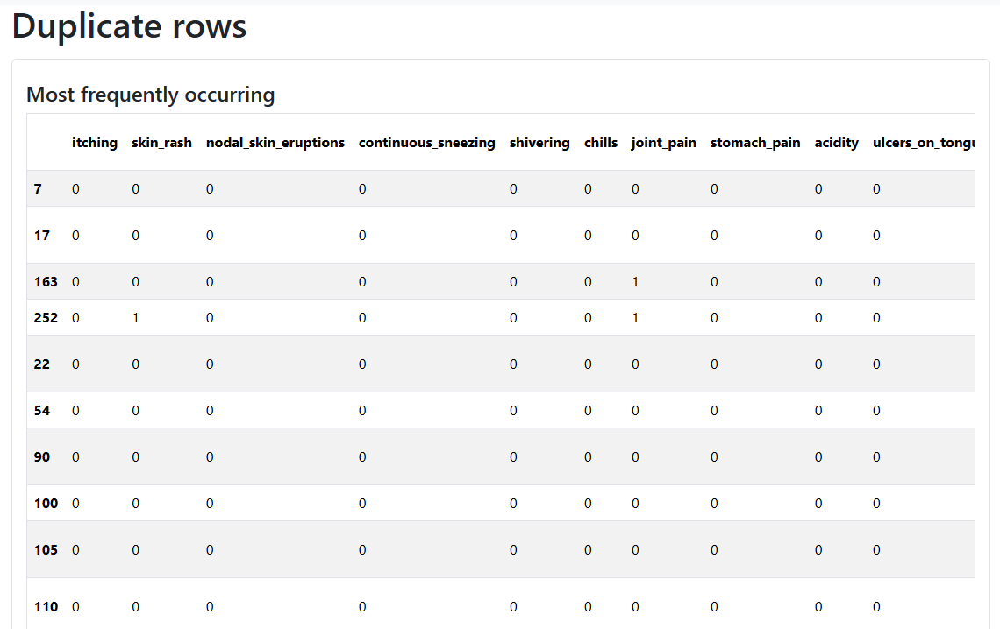 Duplicate rows
Most frequently occurring
itching skin_rash nodal_skin_eruptions continuous_sneezing shivering chills joint_pain stomach_pain acidity ulcers_on_tongu
7 0 0 0 0 0 0 0 0 0 0
17 0 0 0 0 0 0 0 0 0 0
163 0 0 0 0 0 0 1 0 0 0
252 0 1 0 0 0 0 1 0 0 0
22 0 0 0 0 0 0 0 0 0 0
54 0 0 0 0 0 0 0 0 0 0
90 0 0 0 0 0 0 0 0 0 0
100 0 0 0 0 0 0 0 0 0 0
105 0 0 0 0 0 0 0 0 0 0
110 0 0 0 0 0 0 0 0 0 0